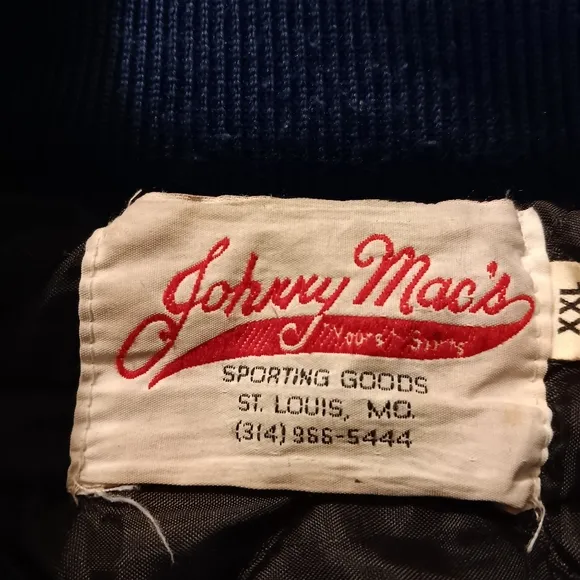 Johnny Mac's
SPORTING GOODS
ST. LOUIS, MO.
(314) 966-5444
XXL